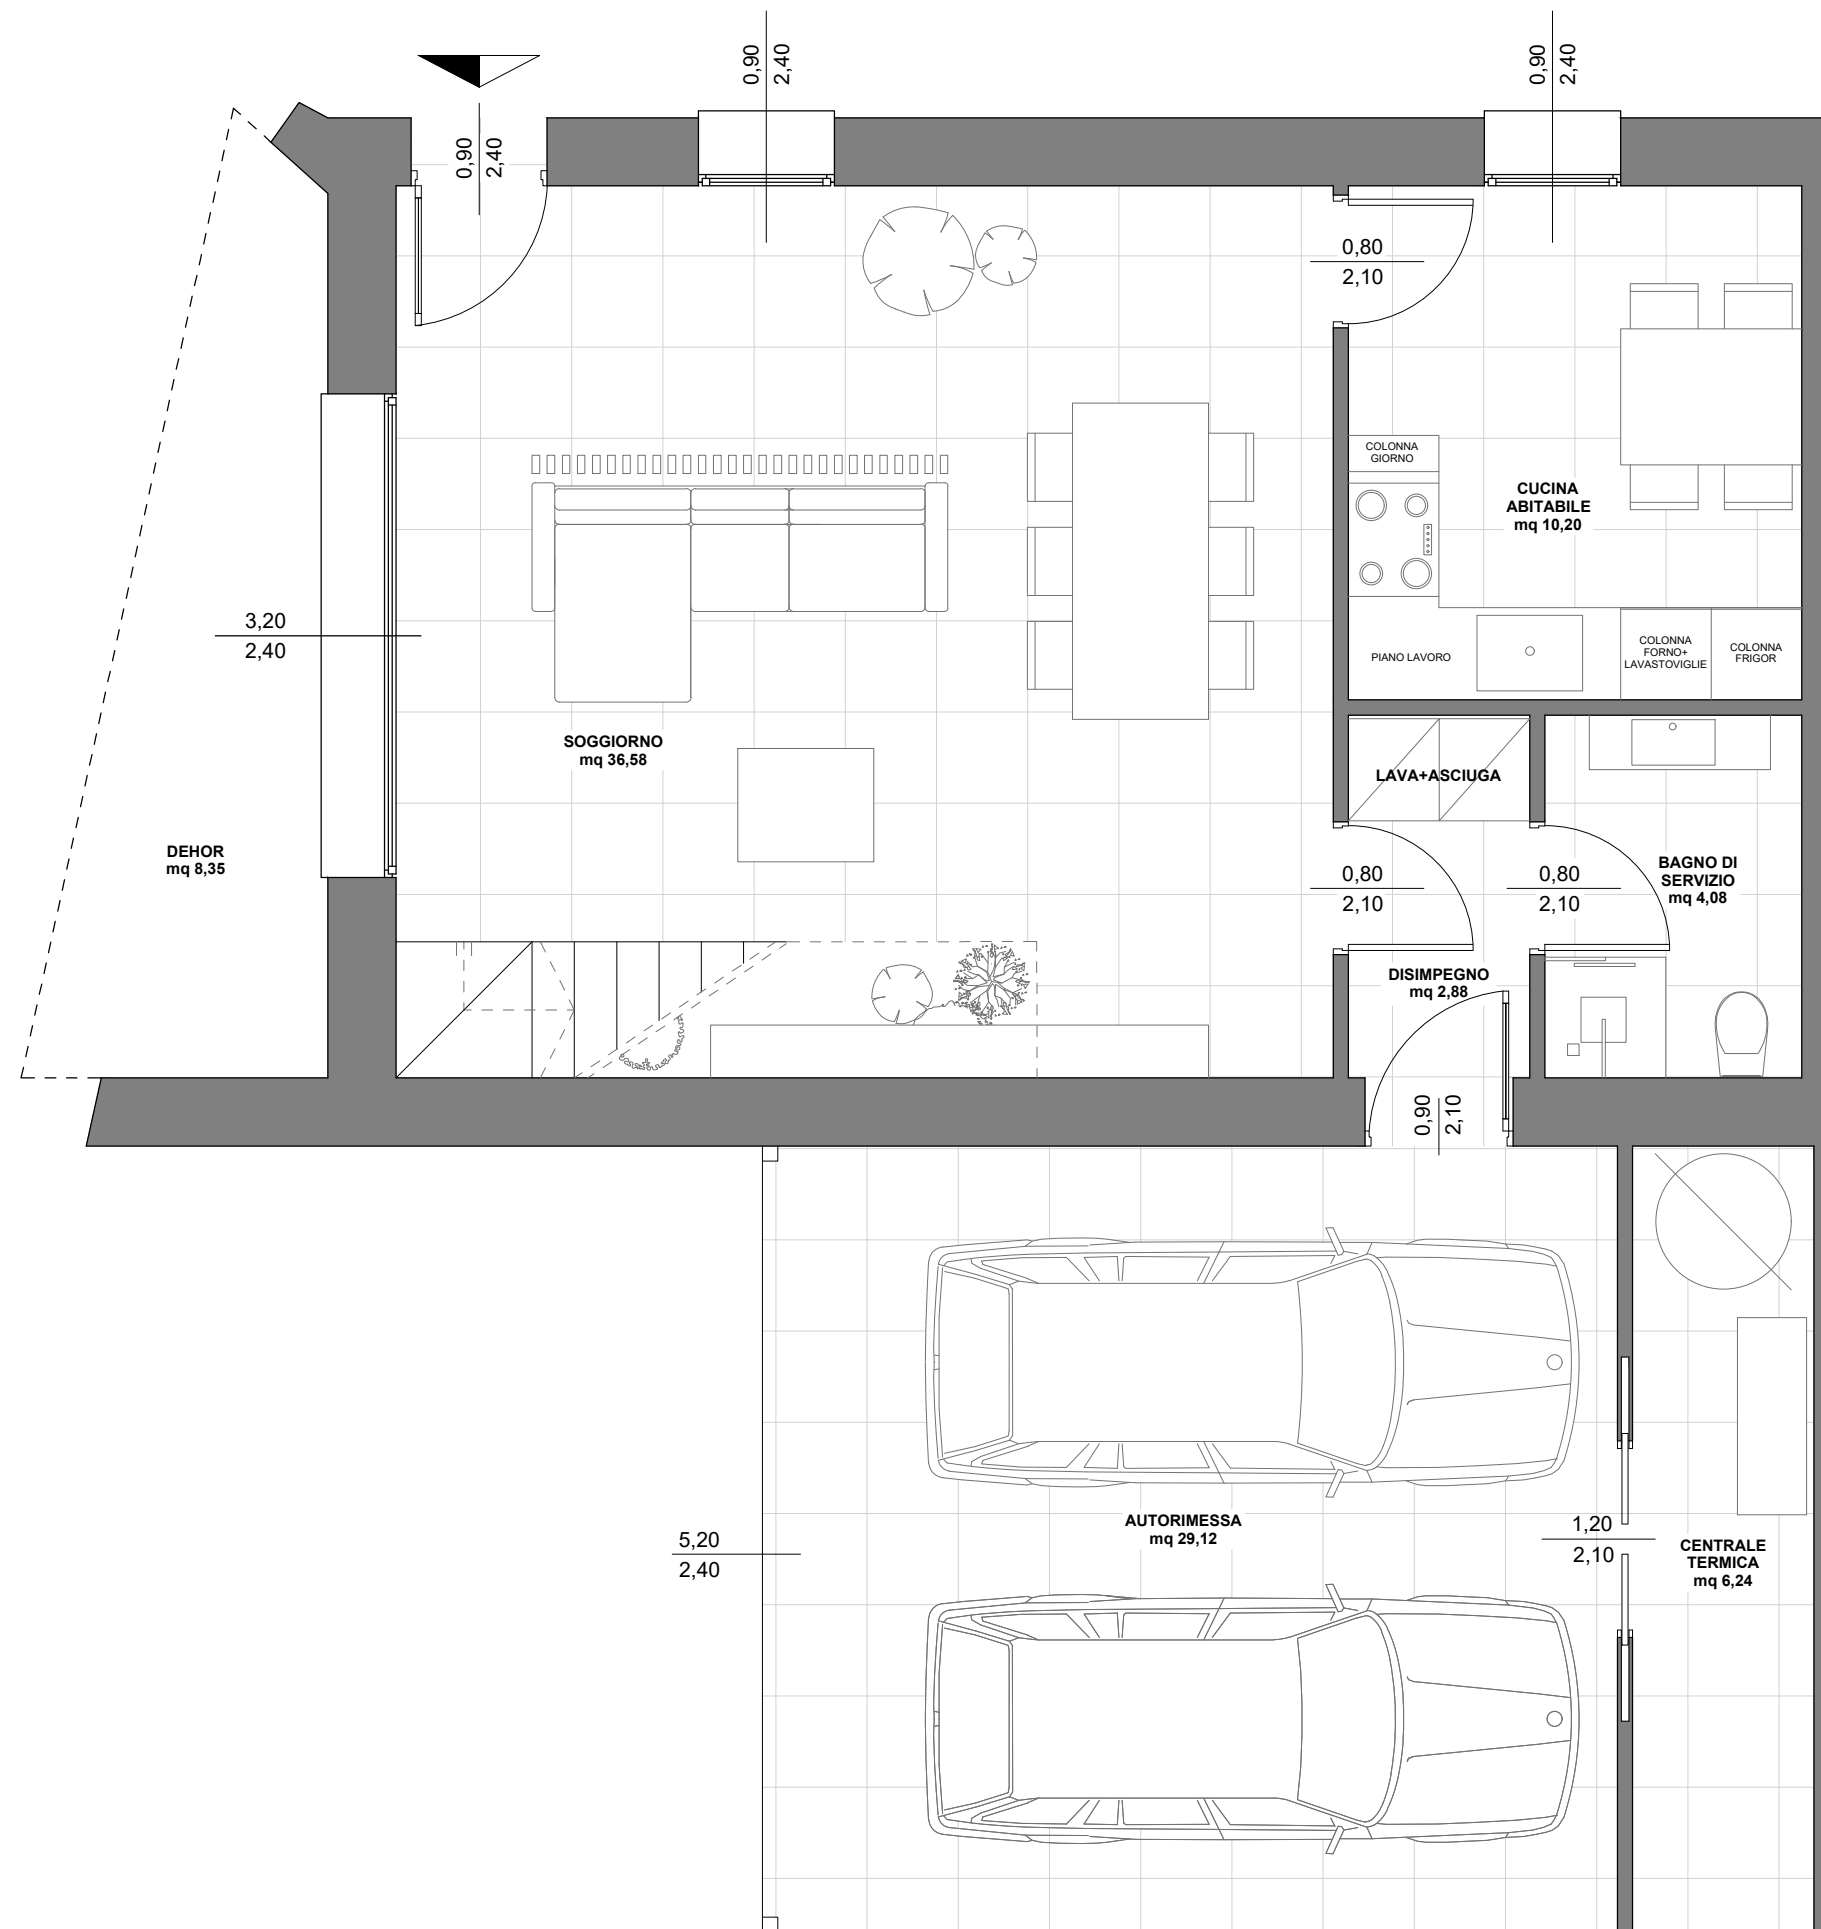 0,90
2,40
0,90
2,40
0,90
2,40
0,80
2,10
COLONNA
GIORNO
CUCINA
ABITABILE
mq 10,20
3,20
2,40
PIANO LAVORO
COLONNA
FORNO+
LAVASTOVIGLIE
COLONNA
FRIGOR
SOGGIORNO
mq 36,58
LAVA+ASCIUGA
DEHOR
mq 8,35
0,80
2,10
0,80
2,10
BAGNO DI
SERVIZIO
mq 4,08
DISIMPEGNO
mq 2,88
0,90
2,10
AUTORIMESSA
mq 29,12
5,20
2,40
1,20
2,10
CENTRALE
TERMICA
mq 6,24